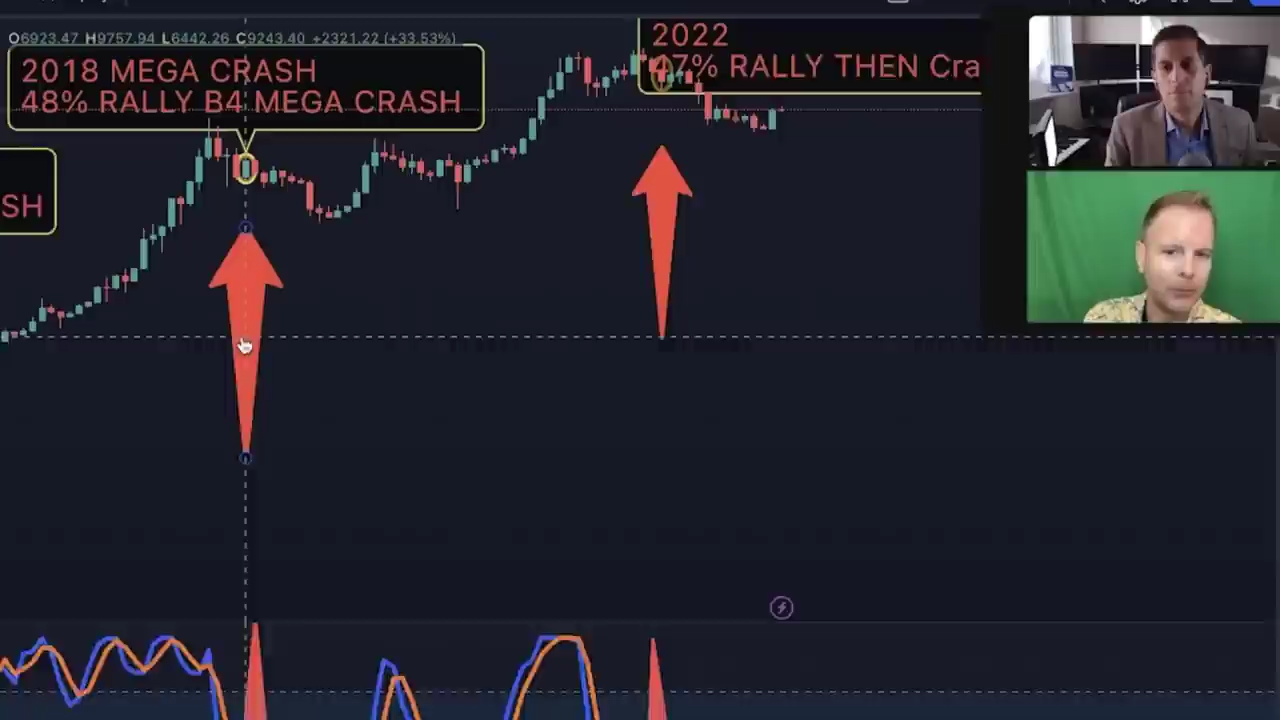 O6923.47 H9757.94 L6442.26 C9243.40 +2321.22 (+33.53%)
2018 MEGA CRASH
48% RALLY B4 MEGA CRASH
SH
2022
47% RALLY THEN Cra